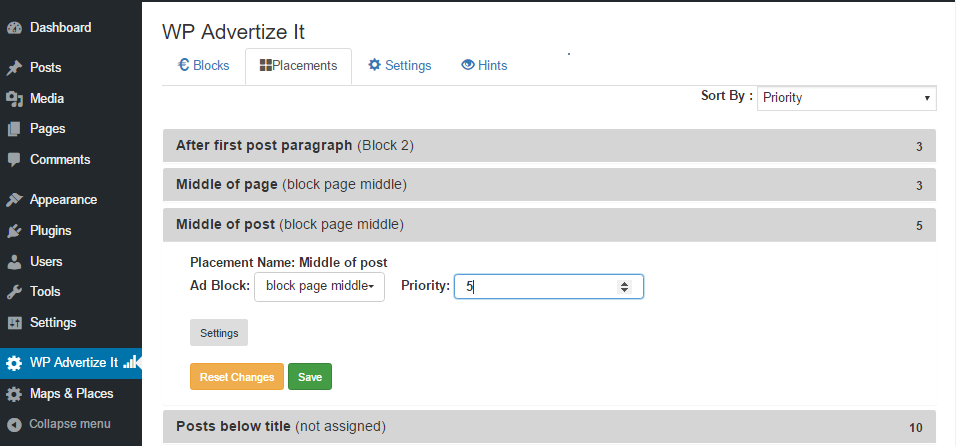 Dashboard
Posts
Media
Pages
Comments
Appearance
Plugins
Users
Tools
Settings
WP Advertize It
Maps & Places
Collapse menu
WP Advertize It
€ Blocks
Placements
Settings
Hints
Sort By : Priority
After first post paragraph (Block 2) 3
Middle of page (block page middle) 3
Middle of post (block page middle) 5
Placement Name: Middle of post
Ad Block: block page middle Priority: 5
Settings
Reset Changes Save
Posts below title (not assigned) 10